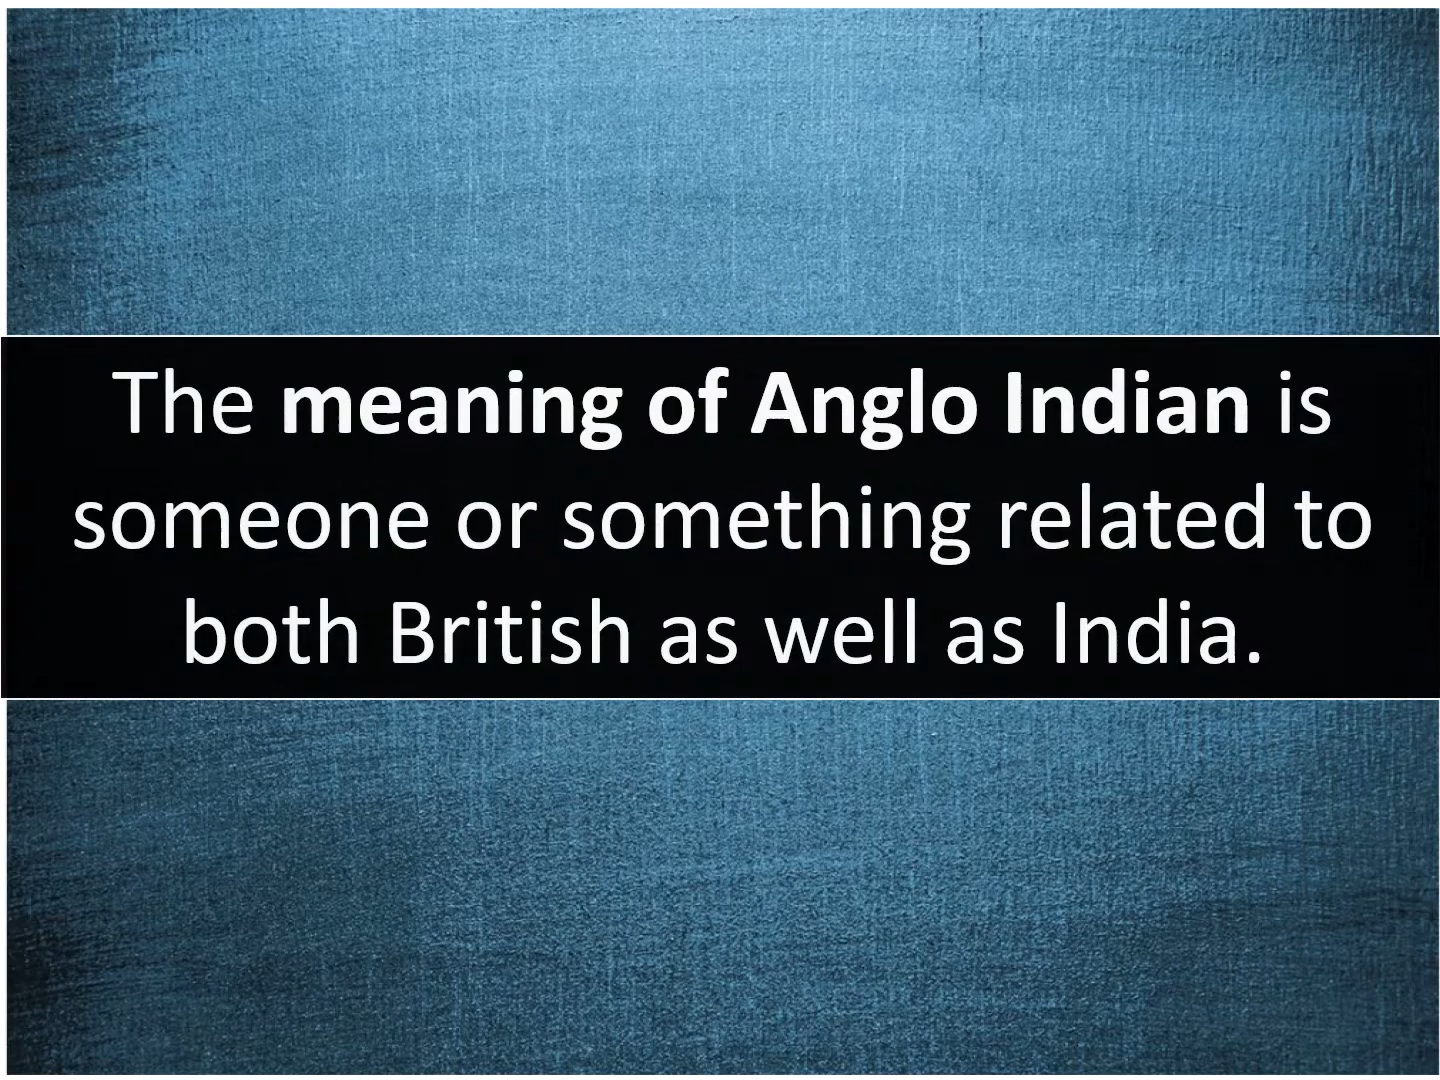 The meaning of Anglo Indian is
someone or something related to
both British as well as India.